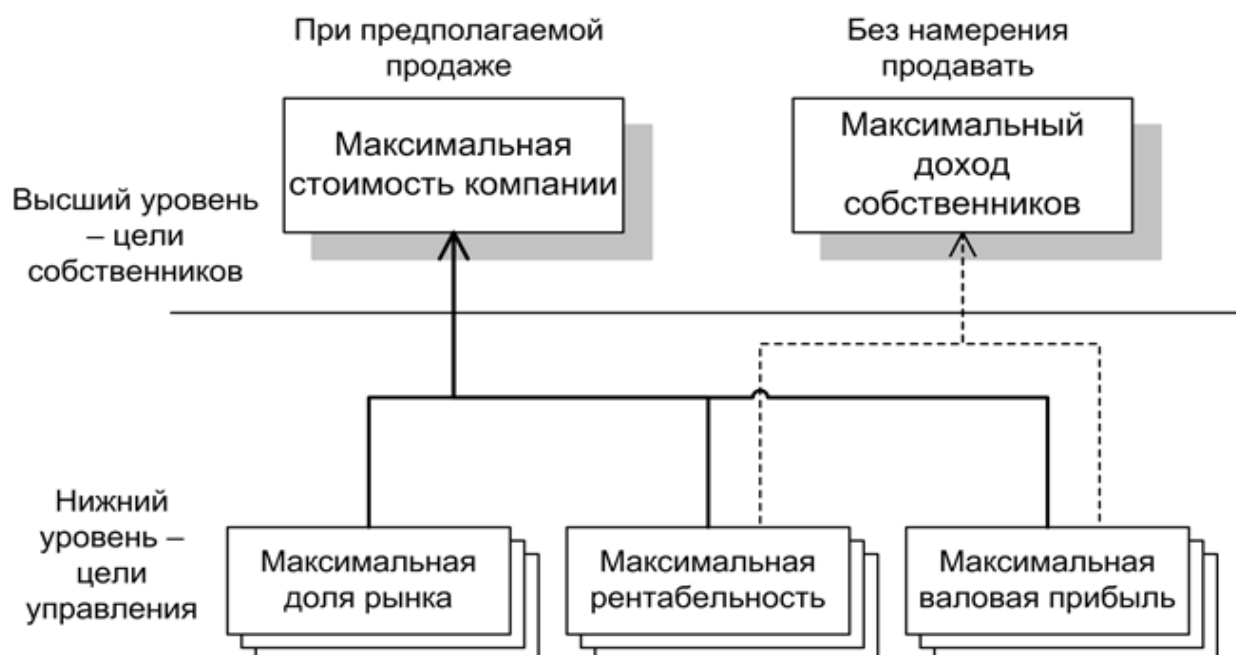 При предполагаемой
продаже
Без намерения
продавать
Максимальная
стоимость компании
Максимальный
доход
собственников
Высший уровень
– цели
собственников
Нижний
уровень –
цели
управления
Максимальная
доля рынка
Максимальная
рентабельность
Максимальная
валовая прибыль